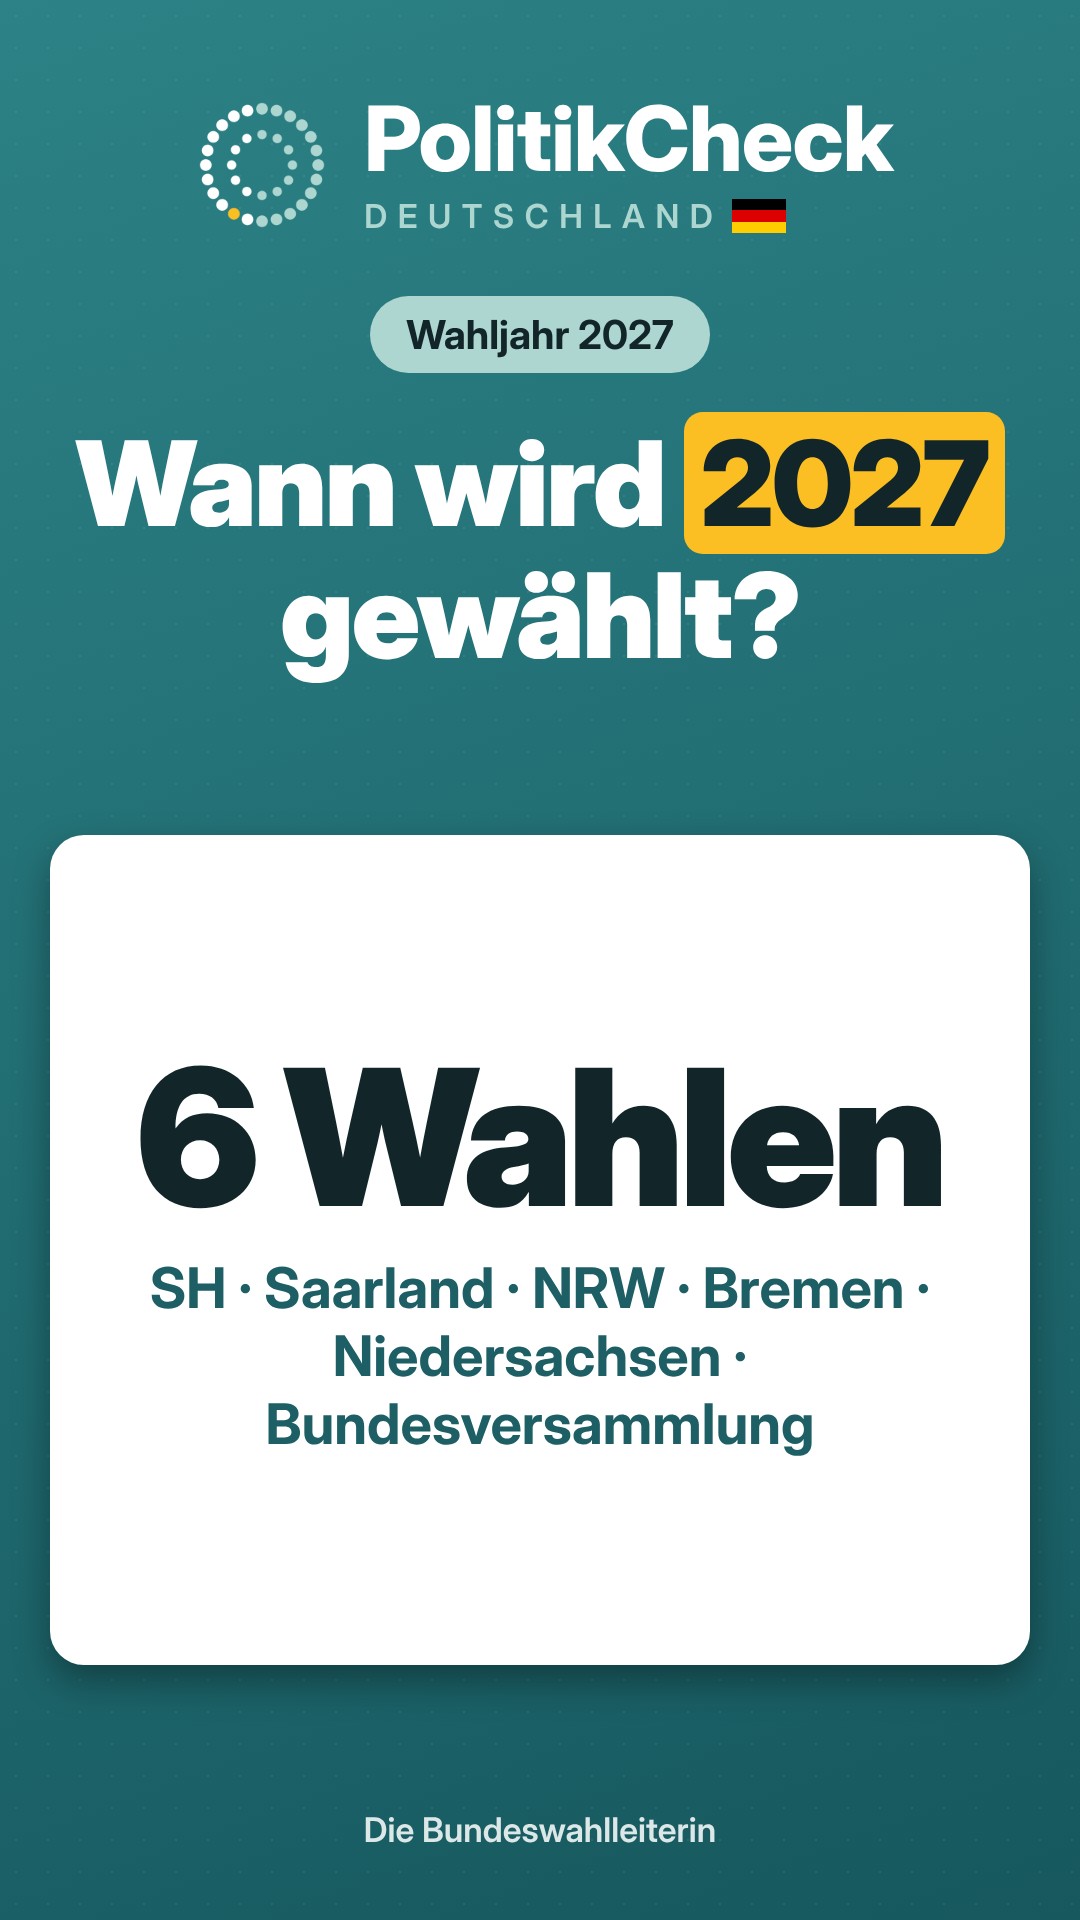 PolitikCheck
DEUTSCHLAND
Wahljahr 2027
Wann wird 2027
gewählt?
6 Wahlen
SH · Saarland · NRW · Bremen ·
Niedersachsen ·
Bundesversammlung
Die Bundeswahlleiterin